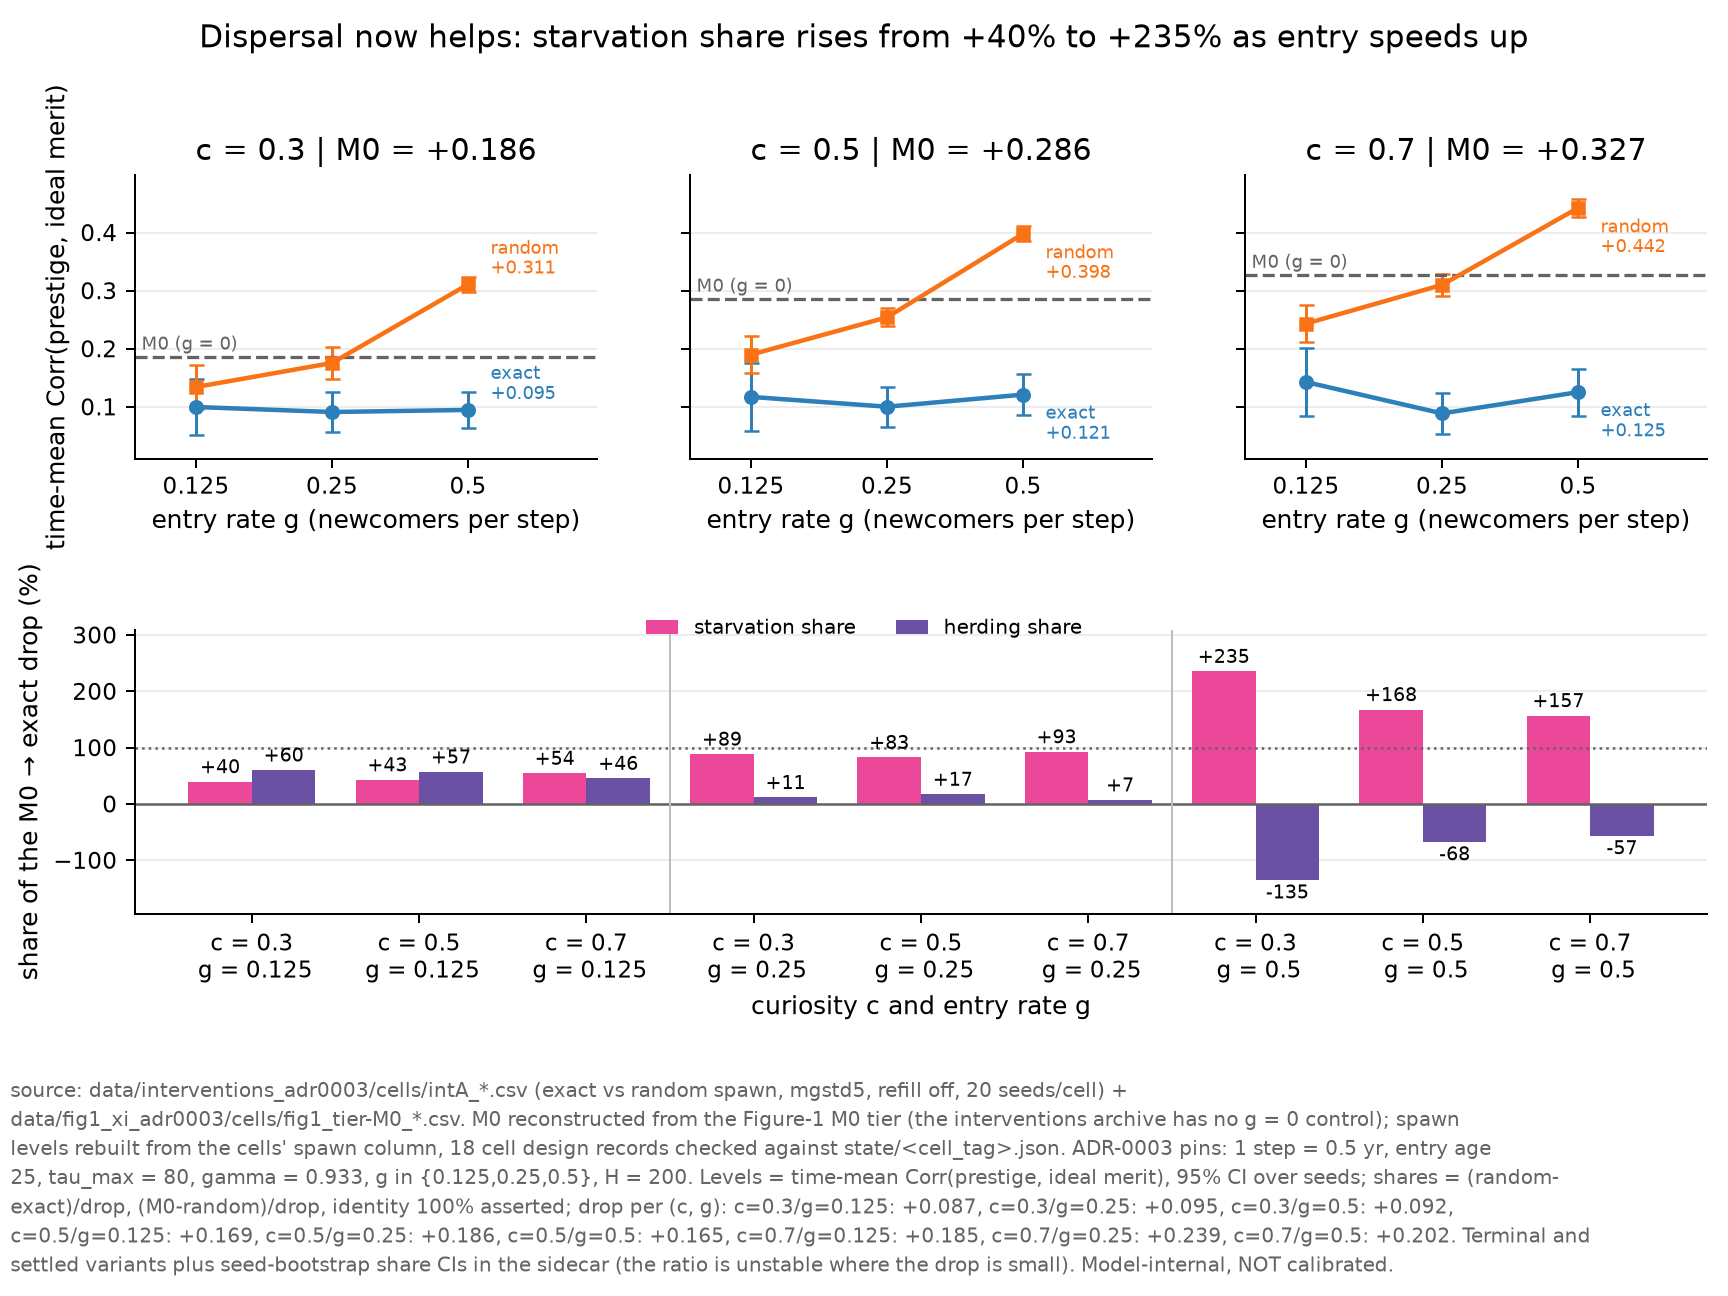 Dispersal now helps: starvation share rises from +40% to +235% as entry speeds up
time-mean Corr(prestige, ideal merit)
c = 0.3 | M0 = +0.186
0.4
0.3
0.2
0.1
M0 (g = 0)
random
+0.311
exact
+0.095
0.125
0.25
0.5
entry rate g (newcomers per step)
c = 0.5 | M0 = +0.286
M0 (g = 0)
random
+0.398
exact
+0.121
0.125
0.25
0.5
entry rate g (newcomers per step)
c = 0.7 | M0 = +0.327
M0 (g = 0)
random
+0.442
exact
+0.125
0.125
0.25
0.5
entry rate g (newcomers per step)
share of the M0 → exact drop (%)
starvation share
herding share
300
200
100
0
−100
+40
+60
+43
+57
+54
+46
+89
+11
+83
+17
+93
+7
+235
-135
+168
-68
+157
-57
c = 0.3
g = 0.125
c = 0.5
g = 0.125
c = 0.7
g = 0.125
c = 0.3
g = 0.25
c = 0.5
g = 0.25
c = 0.7
g = 0.25
c = 0.3
g = 0.5
c = 0.5
g = 0.5
c = 0.7
g = 0.5
curiosity c and entry rate g
source: data/interventions_adr0003/cells/intA_*.csv (exact vs random spawn, mgstd5, refill off, 20 seeds/cell) +
data/fig1_xi_adr0003/cells/fig1_tier-M0_*.csv. M0 reconstructed from the Figure-1 M0 tier (the interventions archive has no g = 0 control); spawn
levels rebuilt from the cells' spawn column, 18 cell design records checked against state/<cell_tag>.json. ADR-0003 pins: 1 step = 0.5 yr, entry age
25, tau_max = 80, gamma = 0.933, g in {0.125,0.25,0.5}, H = 200. Levels = time-mean Corr(prestige, ideal merit), 95% CI over seeds; shares = (random-
exact)/drop, (M0-random)/drop, identity 100% asserted; drop per (c, g): c=0.3/g=0.125: +0.087, c=0.3/g=0.25: +0.095, c=0.3/g=0.5: +0.092,
c=0.5/g=0.125: +0.169, c=0.5/g=0.25: +0.186, c=0.5/g=0.5: +0.165, c=0.7/g=0.125: +0.185, c=0.7/g=0.25: +0.239, c=0.7/g=0.5: +0.202. Terminal and
settled variants plus seed-bootstrap share CIs in the sidecar (the ratio is unstable where the drop is small). Model-internal, NOT calibrated.